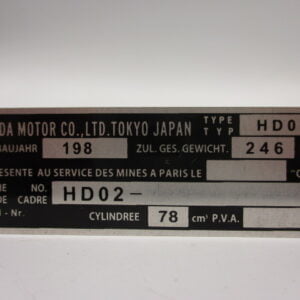 DA MOTOR CO.,LTD.TOKYO JAPAN TYPE TYP HD0
BAUJAHR 198 ZUL. GES. GEWICHT. 246
ESENTE AU SERVICE DES MINES A PARIS LE
NO. DE CADRE HD02-
I - Nr. CYLINDREE 78 cm³ P.V.A.